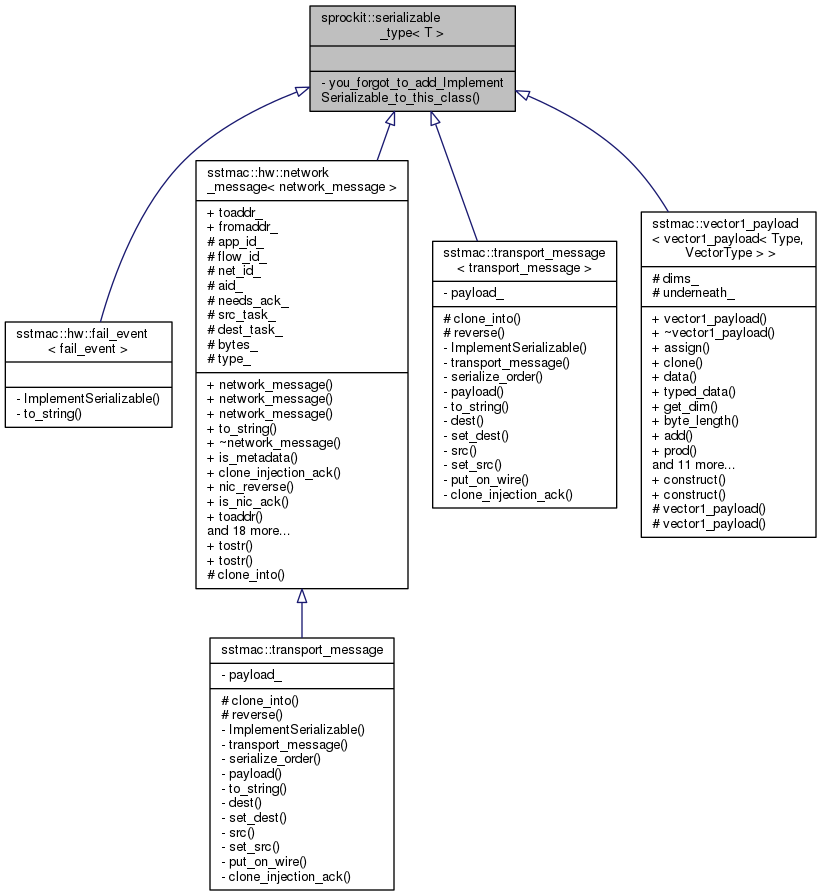 sprockit::serializable
_type< T >
- you_forgot_to_add_Implement
Serializable_to_this_class()
sstmac::hw::fail_event
< fail_event >
- ImplementSerializable()
- to_string()
sstmac::hw::network
_message< network_message >
+ toaddr_
+ fromaddr_
# app_id_
# flow_id_
# net_id_
# aid_
# needs_ack_
# src_task_
# dest_task_
# bytes_
# type_
+ network_message()
+ network_message()
+ network_message()
+ to_string()
+ ~network_message()
+ is_metadata()
+ clone_injection_ack()
+ nic_reverse()
+ is_nic_ack()
+ toaddr()
and 18 more...
+ tostr()
+ tostr()
# clone_into()
sstmac::transport_message
< transport_message >
- payload_
# clone_into()
# reverse()
- ImplementSerializable()
- transport_message()
- serialize_order()
- payload()
- to_string()
- dest()
- set_dest()
- src()
- set_src()
- put_on_wire()
- clone_injection_ack()
sstmac::vector1_payload
< vector1_payload< Type,
VectorType > >
# dims_
# underneath_
+ vector1_payload()
+ ~vector1_payload()
+ assign()
+ clone()
+ data()
+ typed_data()
+ get_dim()
+ byte_length()
+ add()
+ prod()
and 11 more...
+ construct()
+ construct()
# vector1_payload()
# vector1_payload()
sstmac::transport_message
- payload_
# clone_into()
# reverse()
- ImplementSerializable()
- transport_message()
- serialize_order()
- payload()
- to_string()
- dest()
- set_dest()
- src()
- set_src()
- put_on_wire()
- clone_injection_ack()